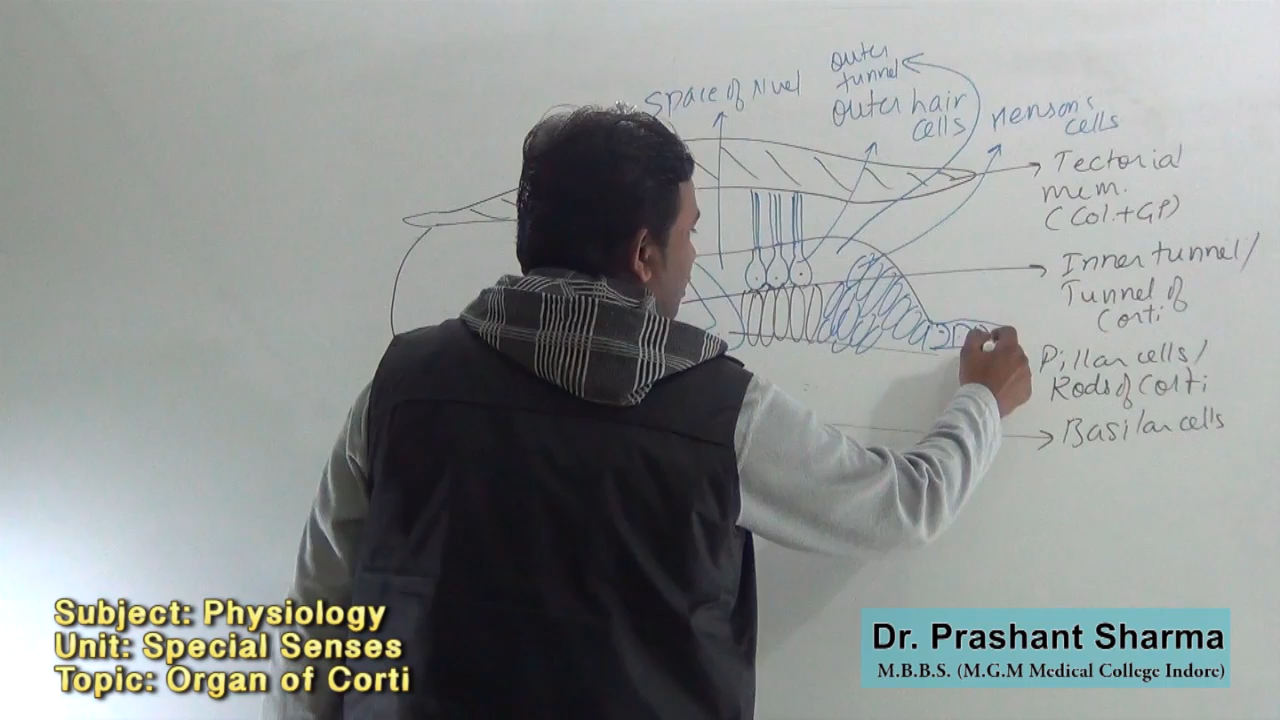 space of Nuel
outer
tunnel
outer hair
cells
Henson's
cells
Tectorial
mem.
(Col.+GP)
Inner tunnel/
Tunnel of
Corti
Pillar cells/
Rods of Corti
Basilar cells
Subject: Physiology
Unit: Special Senses
Topic: Organ of Corti
Dr. Prashant Sharma
M.B.B.S. (M.G.M Medical College Indore)